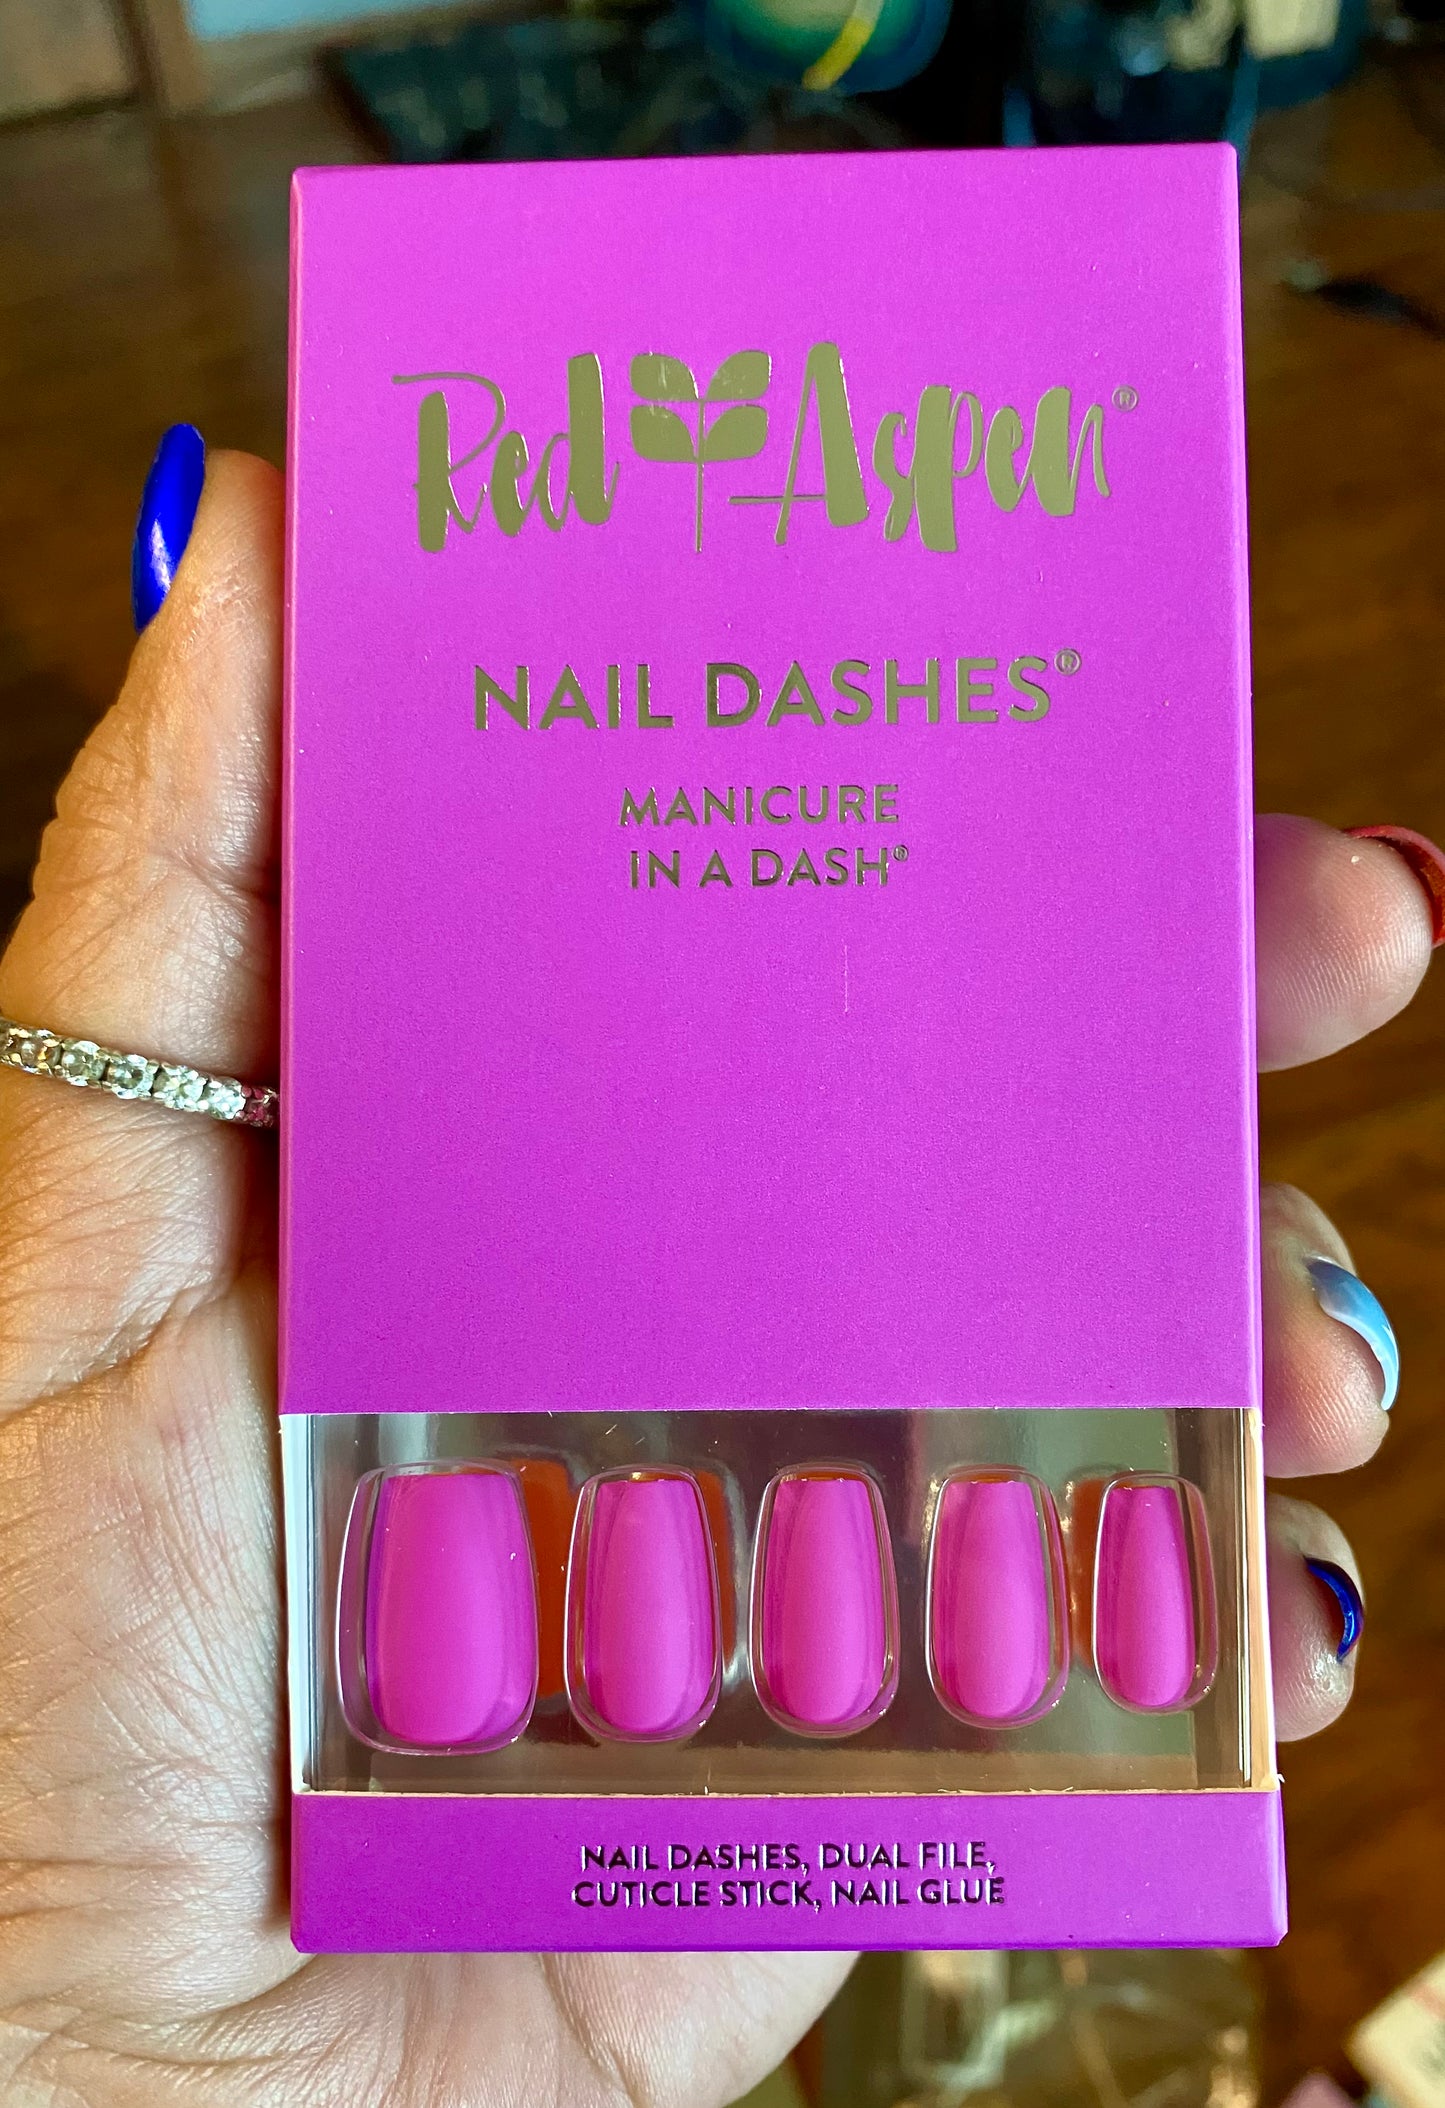 Red Aspen®
NAIL DASHES®
MANICURE
IN A DASH®
NAIL DASHES, DUAL FILE,
CUTICLE STICK, NAIL GLUE